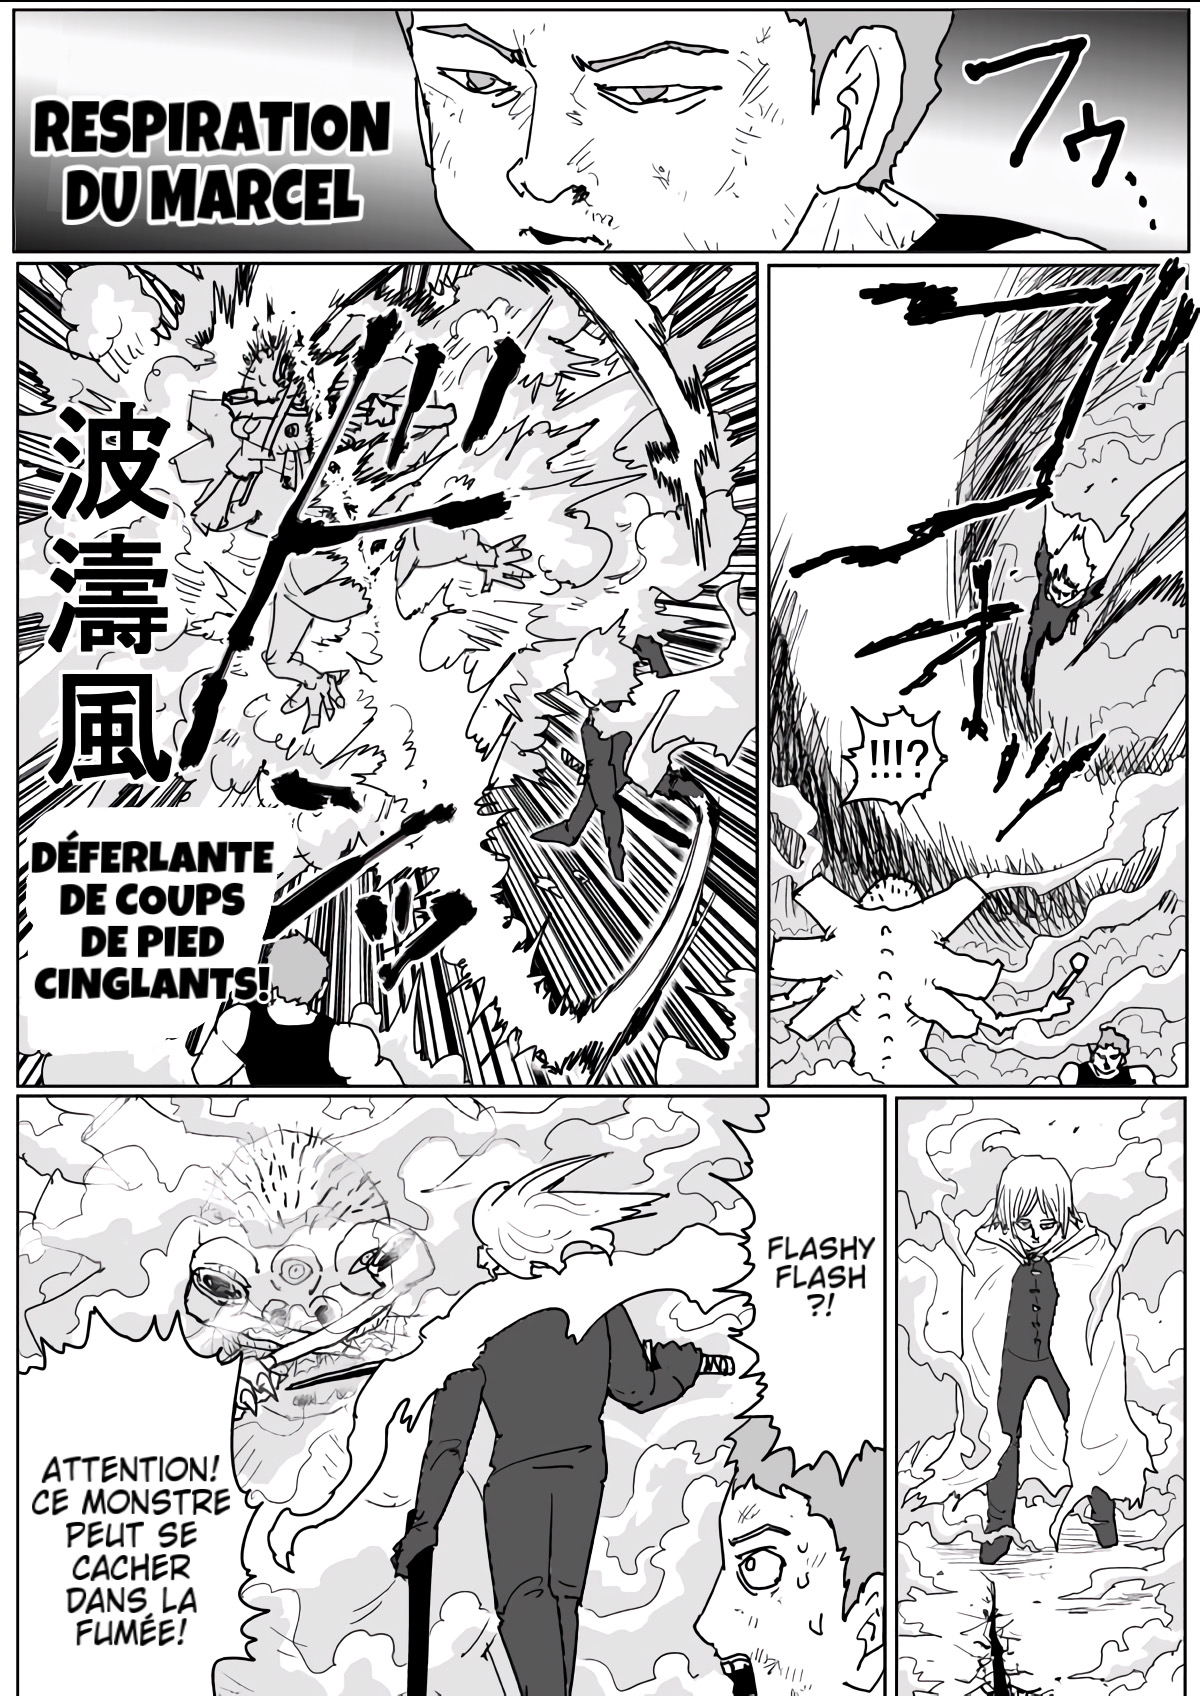 RESPIRATION
DU MARCEL
フゥ...
!!!?
波
濤
風
DÉFERLANTE
DE COUPS
DE PIED
CINGLANTS!
FLASHY
FLASH
?!
ATTENTION!
CE MONSTRE
PEUT SE
CACHER
DANS LA
FUMÉE!